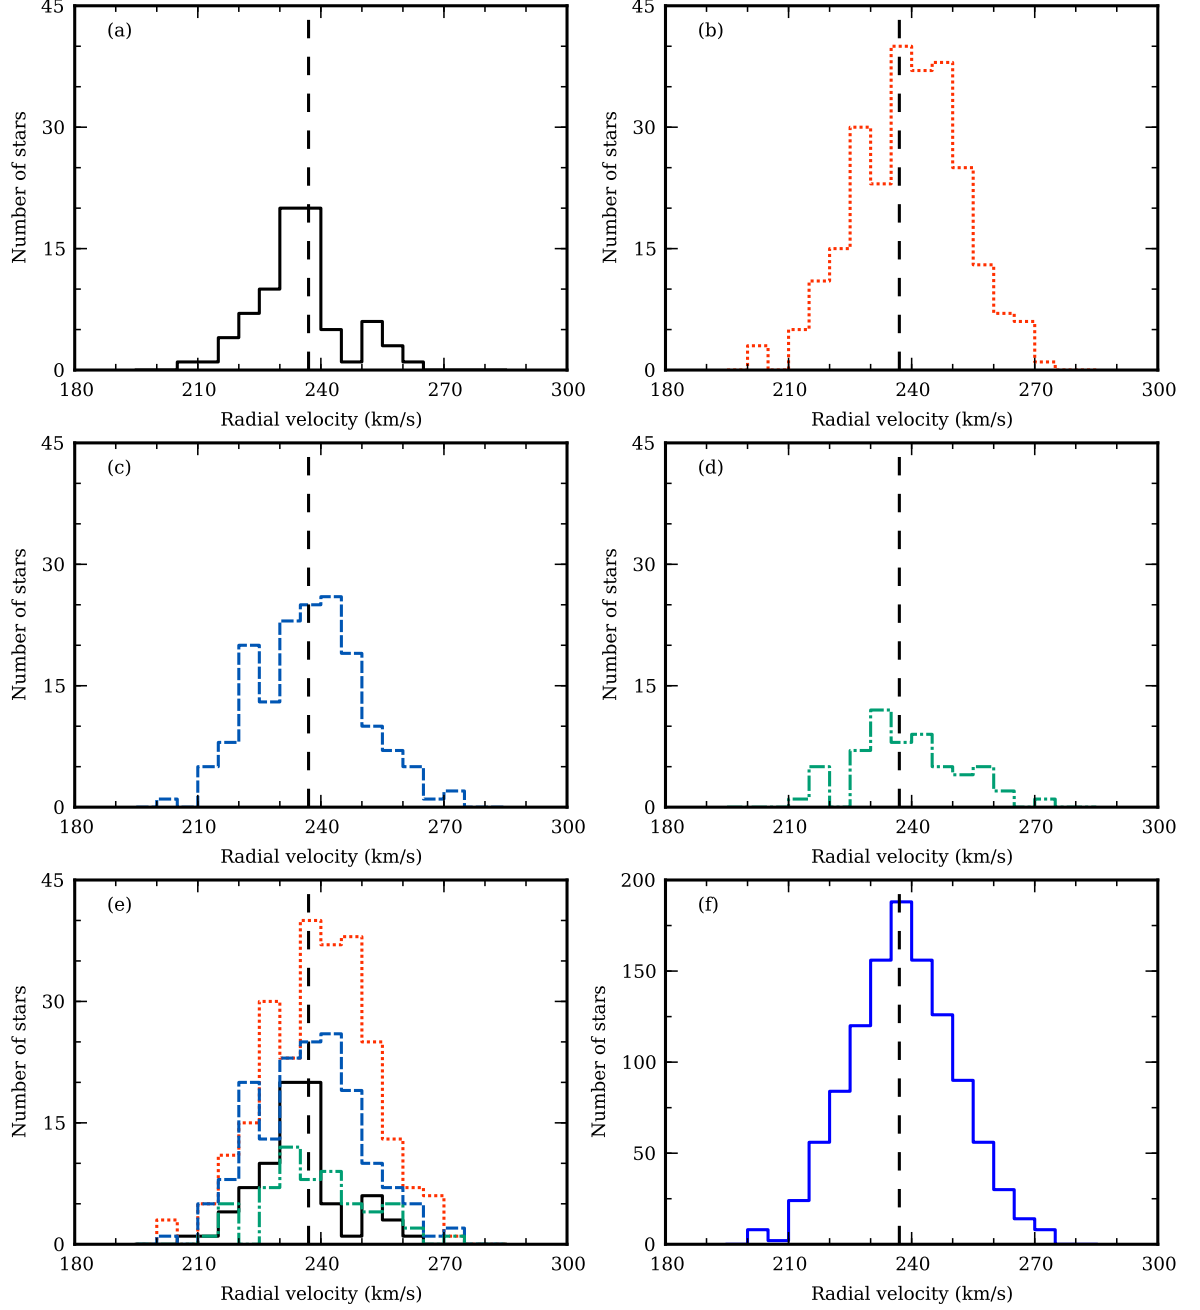 (a)
45
30
15
0
Number of stars
180 210 240 270 300
Radial velocity (km/s)
(b)
45
30
15
0
Number of stars
180 210 240 270 300
Radial velocity (km/s)
(c)
45
30
15
0
Number of stars
180 210 240 270 300
Radial velocity (km/s)
(d)
45
30
15
0
Number of stars
180 210 240 270 300
Radial velocity (km/s)
(e)
45
30
15
0
Number of stars
180 210 240 270 300
Radial velocity (km/s)
(f)
200
150
100
50
0
Number of stars
180 210 240 270 300
Radial velocity (km/s)